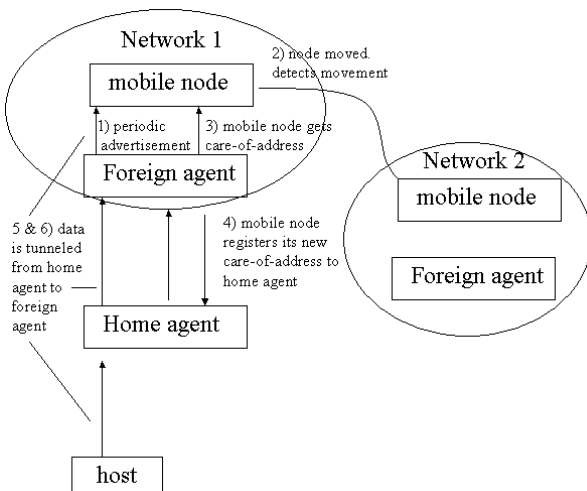 Network 1
mobile node
2) node moved.
detects movement
1) periodic
advertisement
3) mobile node gets
care-of-address
Foreign agent
Network 2
mobile node
Foreign agent
5 & 6) data
is tunneled
from home
agent to
foreign
agent
4) mobile node
registers its new
care-of-address to
home agent
Home agent
host